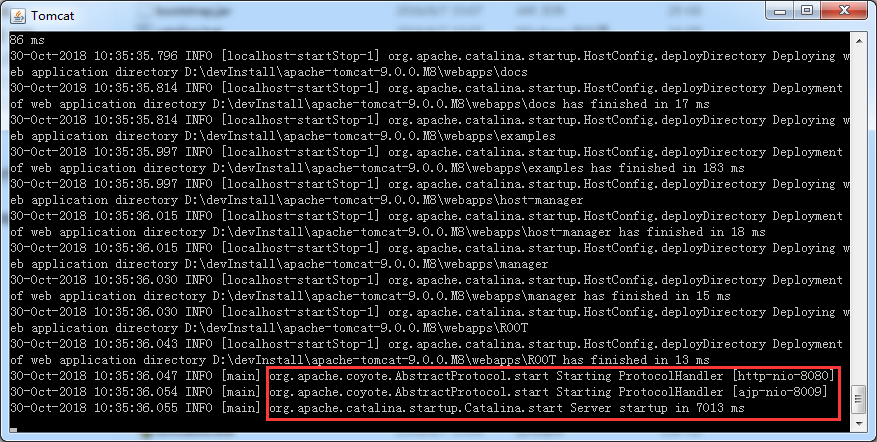 Tomcat
86 ms
30-Oct-2018 10:35:35.796 INFO [localhost-startStop-1] org.apache.catalina.startup.HostConfig.deployDirectory Deploying w
eb application directory D:\devInstall\apache-tomcat-9.0.0.M8\webapps\docs
30-Oct-2018 10:35:35.814 INFO [localhost-startStop-1] org.apache.catalina.startup.HostConfig.deployDirectory Deployment
of web application directory D:\devInstall\apache-tomcat-9.0.0.M8\webapps\docs has finished in 17 ms
30-Oct-2018 10:35:35.814 INFO [localhost-startStop-1] org.apache.catalina.startup.HostConfig.deployDirectory Deploying w
eb application directory D:\devInstall\apache-tomcat-9.0.0.M8\webapps\examples
30-Oct-2018 10:35:35.997 INFO [localhost-startStop-1] org.apache.catalina.startup.HostConfig.deployDirectory Deployment
of web application directory D:\devInstall\apache-tomcat-9.0.0.M8\webapps\examples has finished in 183 ms
30-Oct-2018 10:35:35.997 INFO [localhost-startStop-1] org.apache.catalina.startup.HostConfig.deployDirectory Deploying w
eb application directory D:\devInstall\apache-tomcat-9.0.0.M8\webapps\host-manager
30-Oct-2018 10:35:36.015 INFO [localhost-startStop-1] org.apache.catalina.startup.HostConfig.deployDirectory Deployment
of web application directory D:\devInstall\apache-tomcat-9.0.0.M8\webapps\host-manager has finished in 18 ms
30-Oct-2018 10:35:36.015 INFO [localhost-startStop-1] org.apache.catalina.startup.HostConfig.deployDirectory Deploying w
eb application directory D:\devInstall\apache-tomcat-9.0.0.M8\webapps\manager
30-Oct-2018 10:35:36.030 INFO [localhost-startStop-1] org.apache.catalina.startup.HostConfig.deployDirectory Deployment
of web application directory D:\devInstall\apache-tomcat-9.0.0.M8\webapps\manager has finished in 15 ms
30-Oct-2018 10:35:36.030 INFO [localhost-startStop-1] org.apache.catalina.startup.HostConfig.deployDirectory Deploying w
eb application directory D:\devInstall\apache-tomcat-9.0.0.M8\webapps\ROOT
30-Oct-2018 10:35:36.043 INFO [localhost-startStop-1] org.apache.catalina.startup.HostConfig.deployDirectory Deployment
of web application directory D:\devInstall\apache-tomcat-9.0.0.M8\webapps\ROOT has finished in 13 ms
30-Oct-2018 10:35:36.047 INFO [main] org.apache.coyote.AbstractProtocol.start Starting ProtocolHandler [http-nio-8080]
30-Oct-2018 10:35:36.054 INFO [main] org.apache.coyote.AbstractProtocol.start Starting ProtocolHandler [ajp-nio-8009]
30-Oct-2018 10:35:36.055 INFO [main] org.apache.catalina.startup.Catalina.start Server startup in 7013 ms